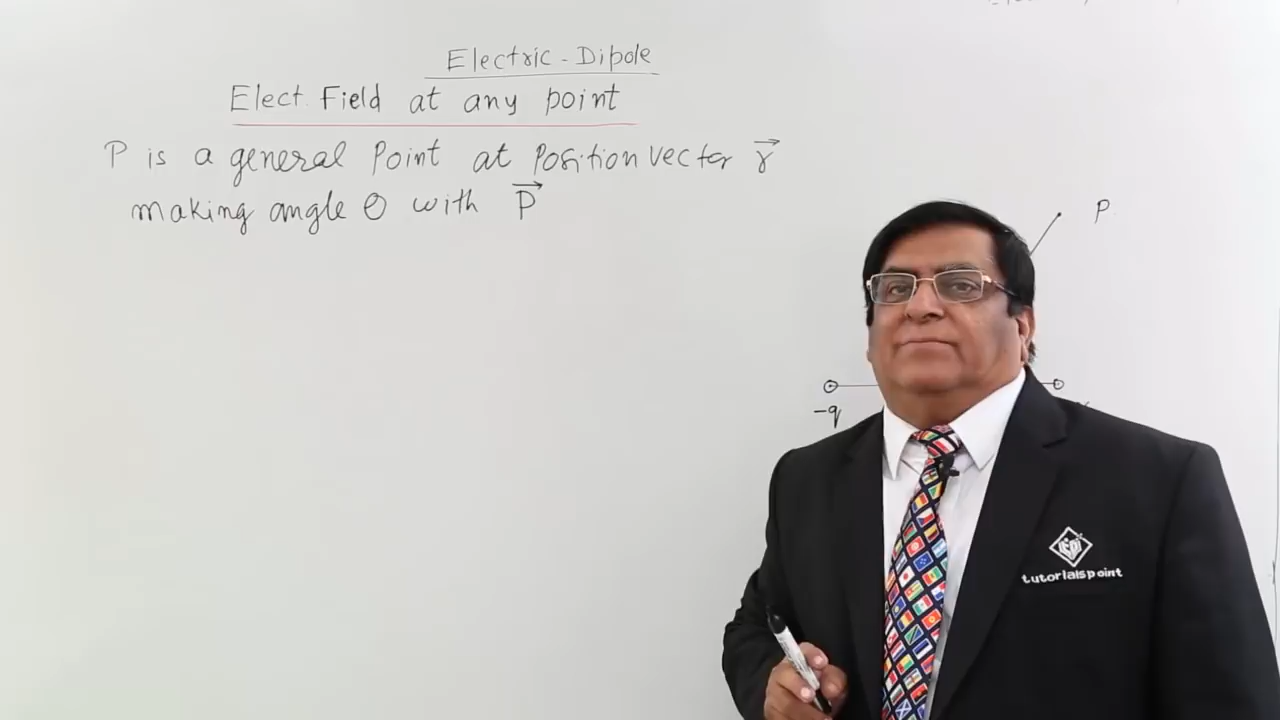 Electric - Dipole
Elect. Field at any point
P is a general Point at Position vector r⃗
making angle θ with P⃗
P
-q
tutorialspoint